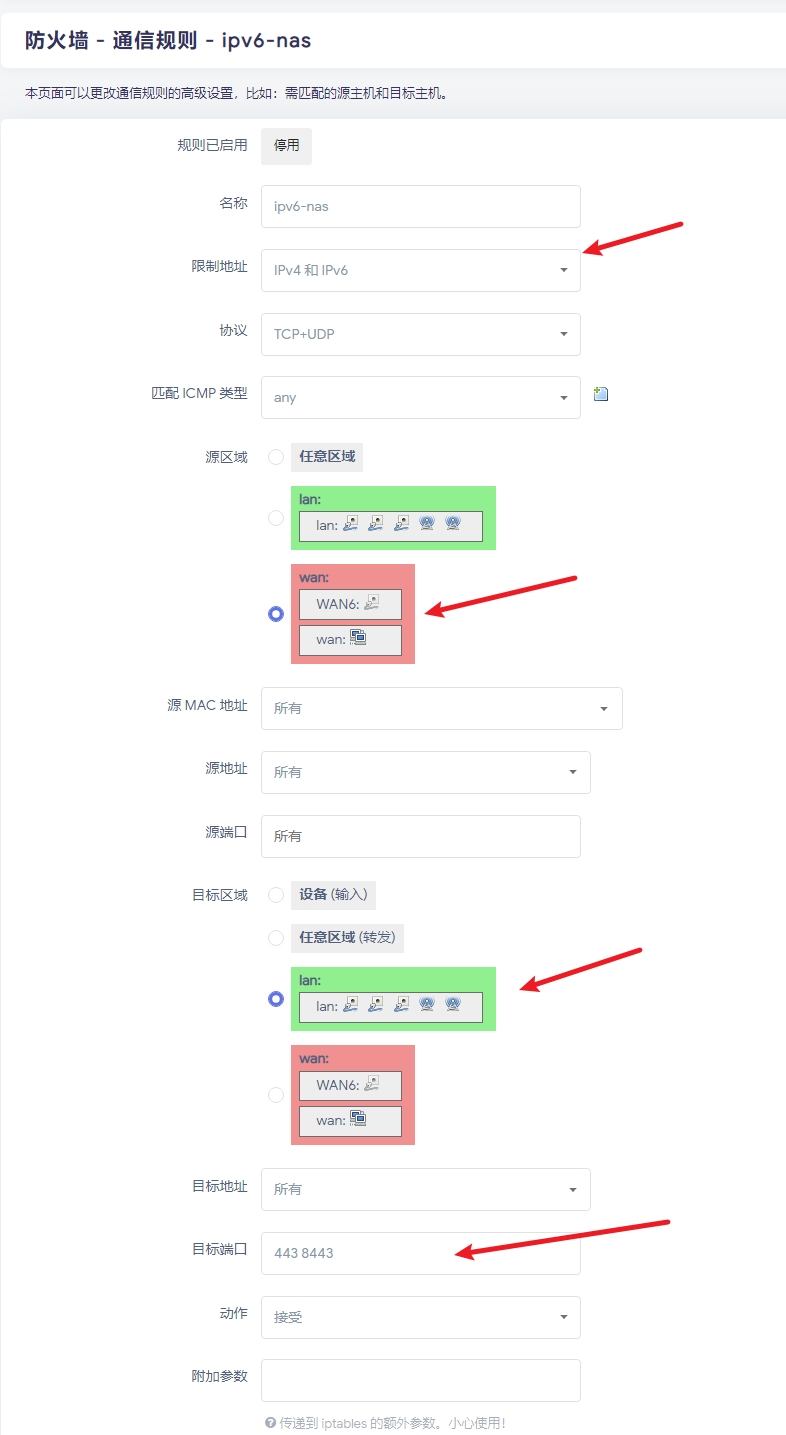 防火墙 - 通信规则 - ipv6-nas
本页面可以更改通信规则的高级设置，比如：需匹配的源主机和目标主机。
规则已启用 停用
名称 ipv6-nas
限制地址 IPv4 和 IPv6
协议 TCP+UDP
匹配 ICMP 类型 any
源区域 任意区域
lan:
lan:
wan:
WAN6:
wan:
源 MAC 地址 所有
源地址 所有
源端口 所有
目标区域 设备 (输入)
任意区域 (转发)
lan:
lan:
wan:
WAN6:
wan:
目标地址 所有
目标端口 443 8443
动作 接受
附加参数
传递到 iptables 的额外参数。小心使用！